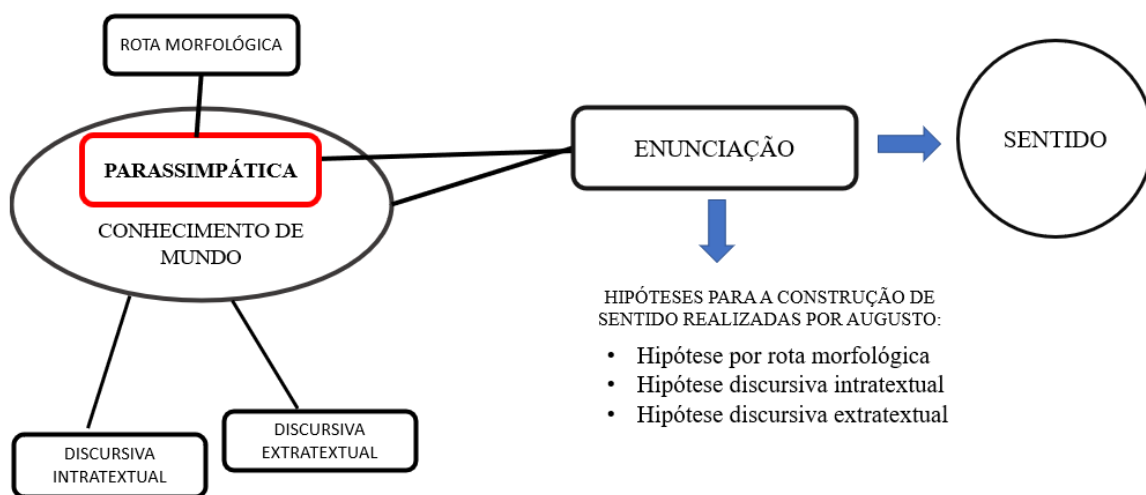 ROTA MORFOLÓGICA
PARASSIMPÁTICA
CONHECIMENTO DE
MUNDO
DISCURSIVA
INTRATEXTUAL
DISCURSIVA
EXTRATEXTUAL
ENUNCIAÇÃO
SENTIDO
HIPÓTESES PARA A CONSTRUÇÃO DE
SENTIDO REALIZADAS POR AUGUSTO:
• Hipótese por rota morfológica
• Hipótese discursiva intratextual
• Hipótese discursiva extratextual